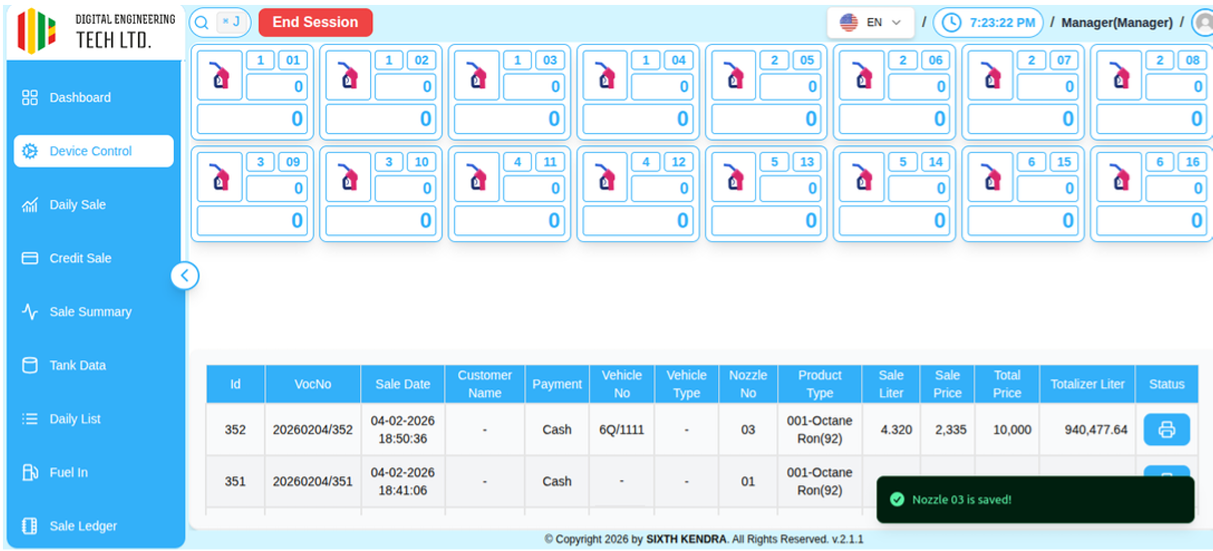 DIGITAL ENGINEERING
TECH LTD.
⌘ J
End Session
EN
/
7:23:22 PM
/ Manager(Manager) /
Dashboard
Device Control
Daily Sale
Credit Sale
Sale Summary
Tank Data
Daily List
Fuel In
Sale Ledger
1 01 1 02 1 03 1 04 2 05 2 06 2 07 2 08
0 0 0 0 0 0 0 0
0 0 0 0 0 0 0 0
3 09 3 10 4 11 4 12 5 13 5 14 6 15 6 16
0 0 0 0 0 0 0 0
0 0 0 0 0 0 0 0
Id VocNo Sale Date Customer Name Payment Vehicle No Vehicle Type Nozzle No Product Type Sale Liter Sale Price Total Price Totalizer Liter Status
352 20260204/352 04-02-2026 18:50:36 - Cash 6Q/1111 - 03 001-Octane Ron(92) 4.320 2,335 10,000 940,477.64
351 20260204/351 04-02-2026 18:41:06 - Cash - - 01 001-Octane Ron(92)
Nozzle 03 is saved!
© Copyright 2026 by SIXTH KENDRA. All Rights Reserved. v.2.1.1